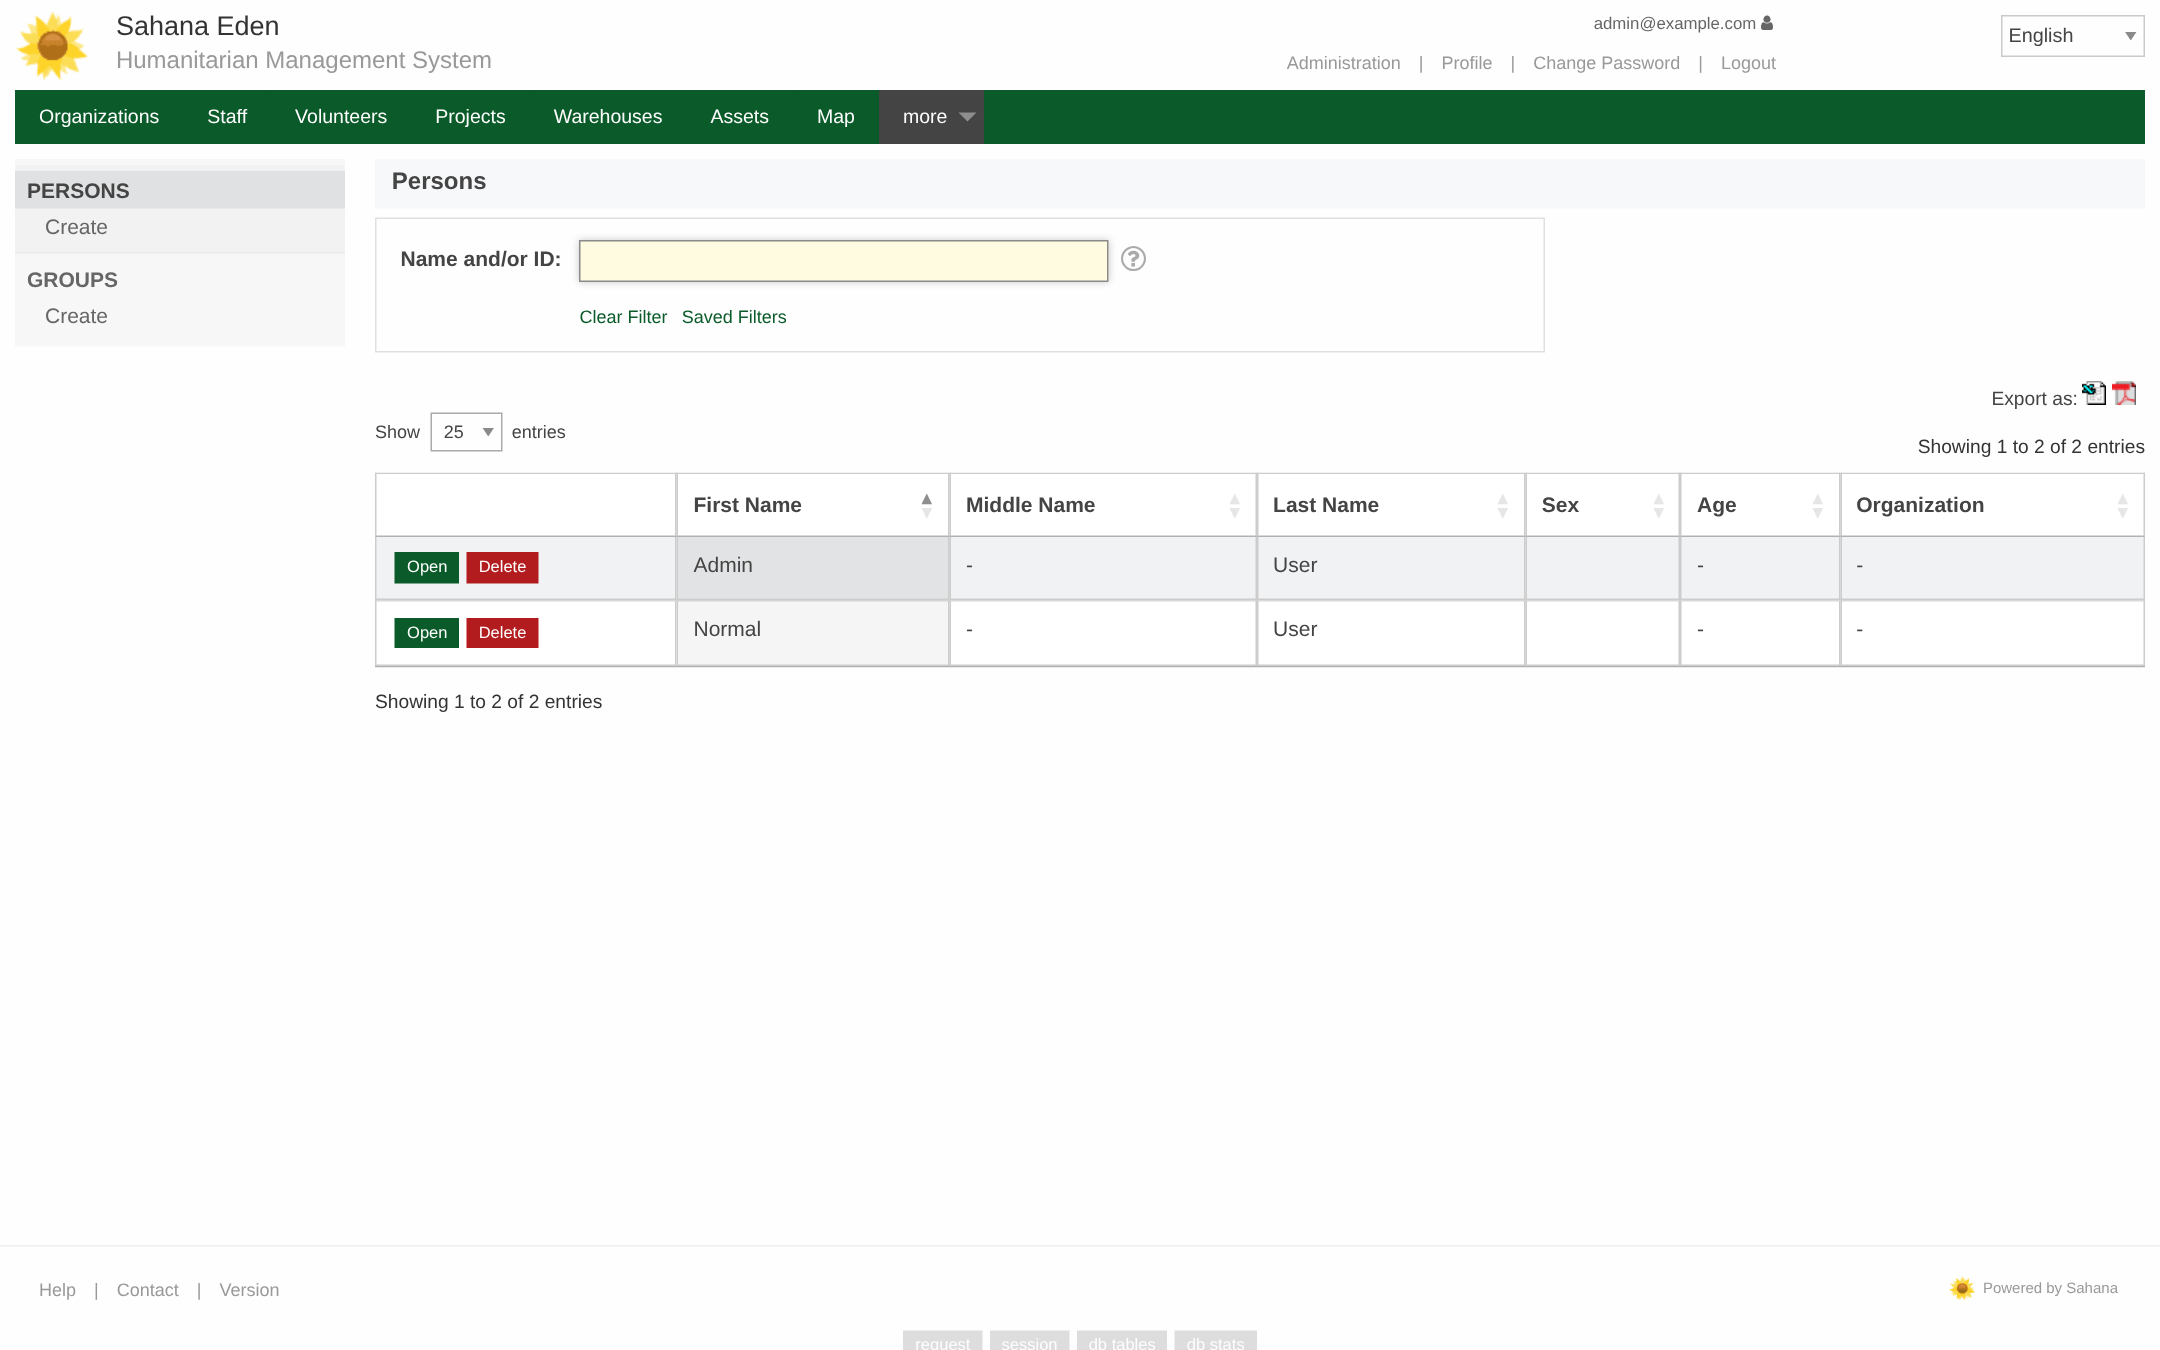 Sahana Eden
Humanitarian Management System
admin@example.com
Administration | Profile | Change Password | Logout
English
Organizations Staff Volunteers Projects Warehouses Assets Map more
PERSONS
Create
GROUPS
Create
Persons
Name and/or ID:
Clear Filter Saved Filters
Export as:
Show 25 entries
Showing 1 to 2 of 2 entries
First Name Middle Name Last Name Sex Age Organization
Open Delete Admin - User - -
Open Delete Normal - User - -
Showing 1 to 2 of 2 entries
Help | Contact | Version
Powered by Sahana
request session db tables db stats